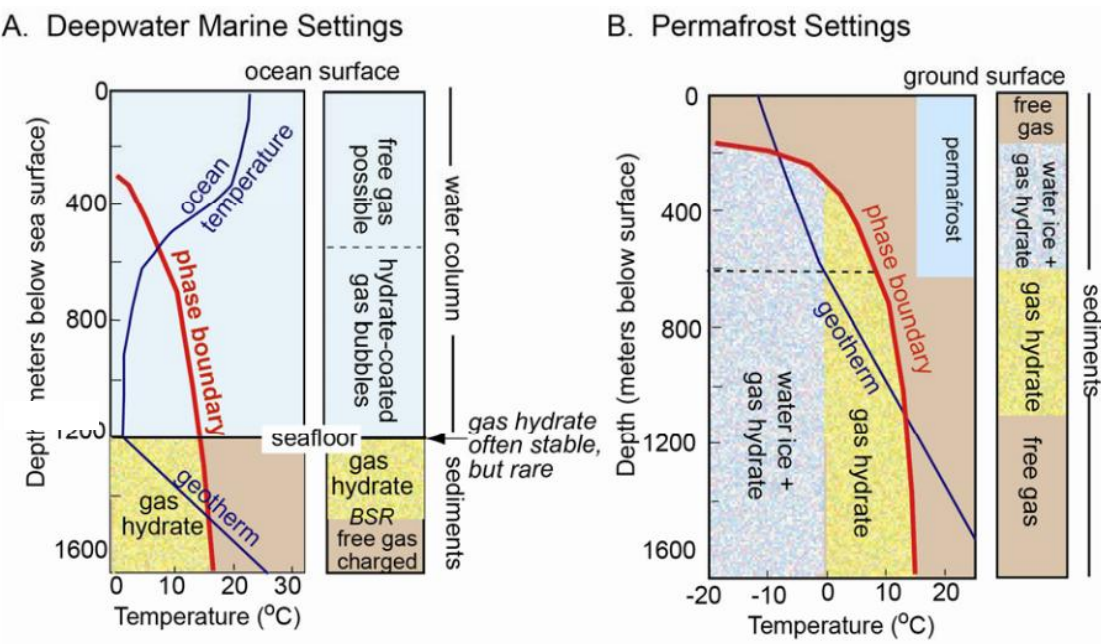 A. Deepwater Marine Settings
ocean surface
0
400
800
1200
1600
Depth (meters below sea surface)
ocean
temperature
phase boundary
seafloor
geotherm
gas
hydrate
0 10 20 30
Temperature (oC)
free gas
possible
hydrate-coated
gas bubbles
gas
hydrate
BSR
free gas
charged
water column
sediments
gas hydrate
often stable,
but rare
B. Permafrost Settings
ground surface
0
400
800
1200
1600
Depth (meters below surface)
permafrost
phase boundary
geotherm
water ice +
gas hydrate
gas hydrate
-20 -10 0 10 20
Temperature (oC)
free
gas
water ice +
gas hydrate
gas hydrate
free gas
sediments